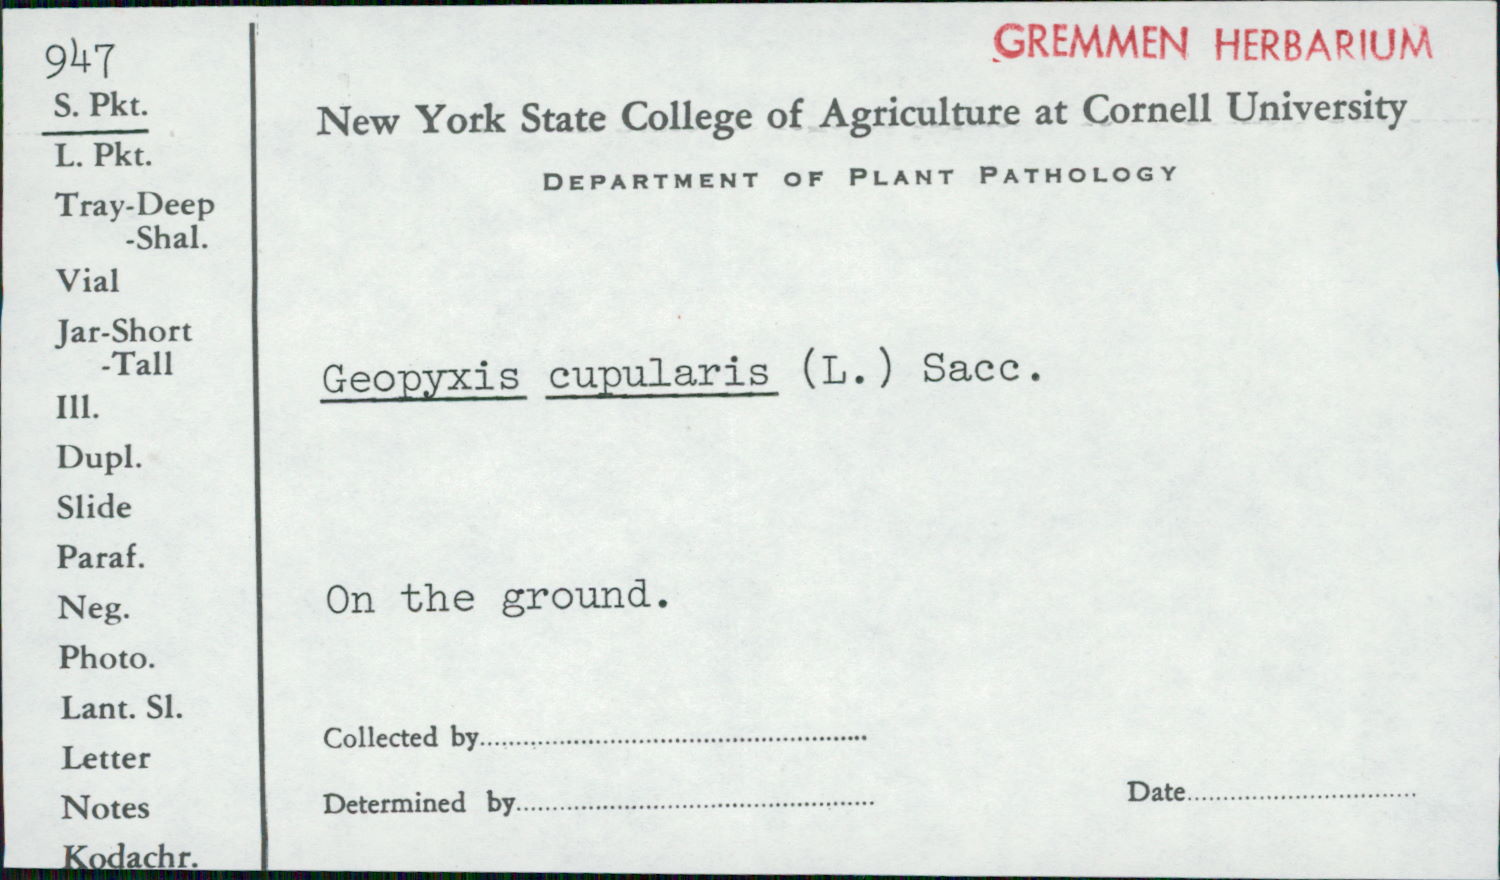 947
S. Pkt.
L. Pkt.
Tray-Deep
-Shal.
Vial
Jar-Short
-Tall
Ill.
Dupl.
Slide
Paraf.
Neg.
Photo.
Lant. Sl.
Letter
Notes
Kodachr.
GREMMEN HERBARIUM
New York State College of Agriculture at Cornell University
DEPARTMENT OF PLANT PATHOLOGY
Geopyxis cupularis (L.) Sacc.
On the ground.
Collected by
Determined by
Date